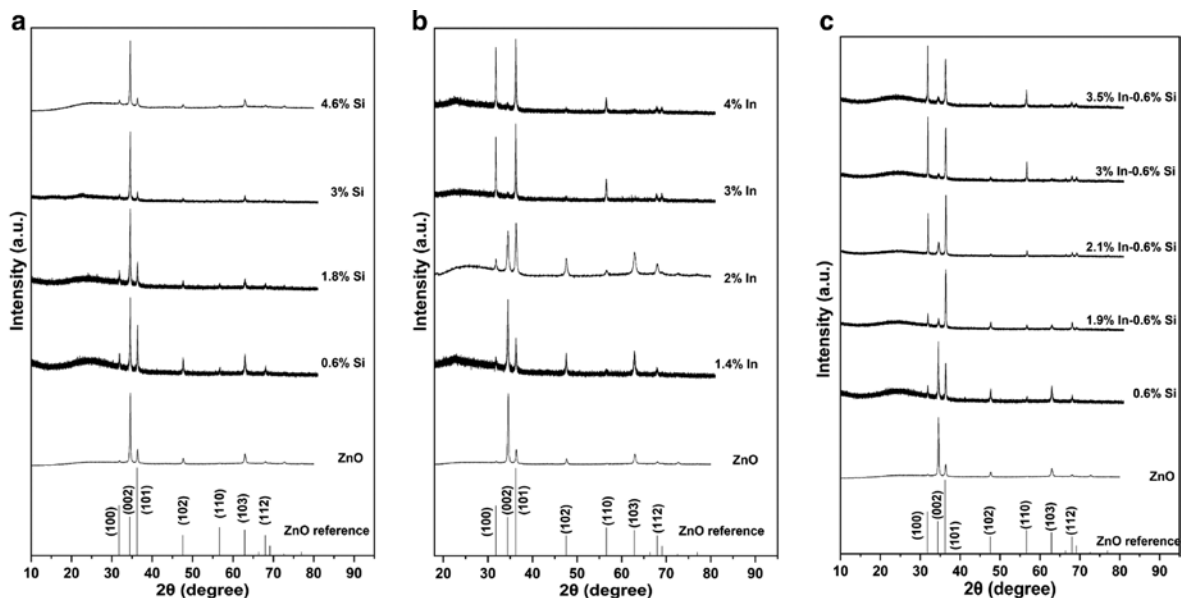 a
Intensity (a.u.)
4.6% Si
3% Si
1.8% Si
0.6% Si
ZnO
(100)
(002)
(101)
(102)
(110)
(103)
(112)
ZnO reference
10 20 30 40 50 60 70 80 90
2θ (degree)
b
Intensity (a.u.)
4% In
3% In
2% In
1.4% In
ZnO
(100)
(002)
(101)
(102)
(110)
(103)
(112)
ZnO reference
20 30 40 50 60 70 80 90
2θ (degree)
c
Intensity (a.u.)
3.5% In-0.6% Si
3% In-0.6% Si
2.1% In-0.6% Si
1.9% In-0.6% Si
0.6% Si
ZnO
(100)
(002)
(101)
(102)
(110)
(103)
(112)
ZnO reference
10 20 30 40 50 60 70 80 90
2θ (degree)